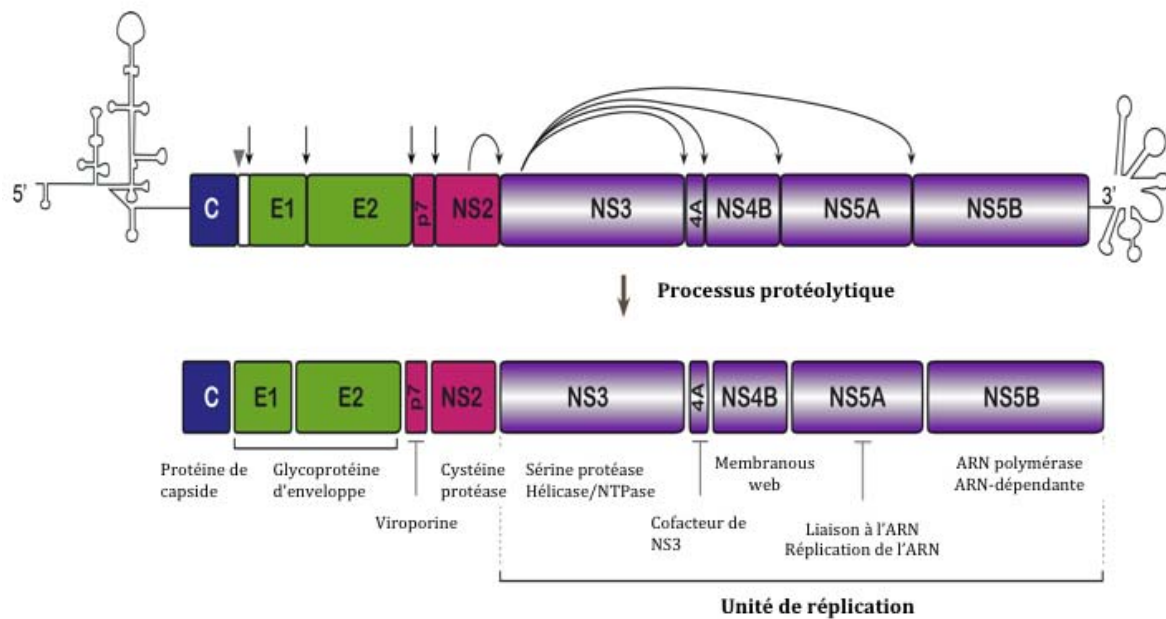 5’
C
E1
E2
p7
NS2
NS3
4A
NS4B
NS5A
NS5B
3’
Processus protéolytique
C
E1
E2
p7
NS2
NS3
4A
NS4B
NS5A
NS5B
Protéine de
capside
Glycoprotéine
d'enveloppe
Viroporine
Cystéine
protéase
Sérine protéase
Hélicase/NTPase
Cofacteur de
NS3
Membranous
web
Liaison à l’ARN
Réplication de l’ARN
ARN polymérase
ARN-dépendante
Unité de réplication